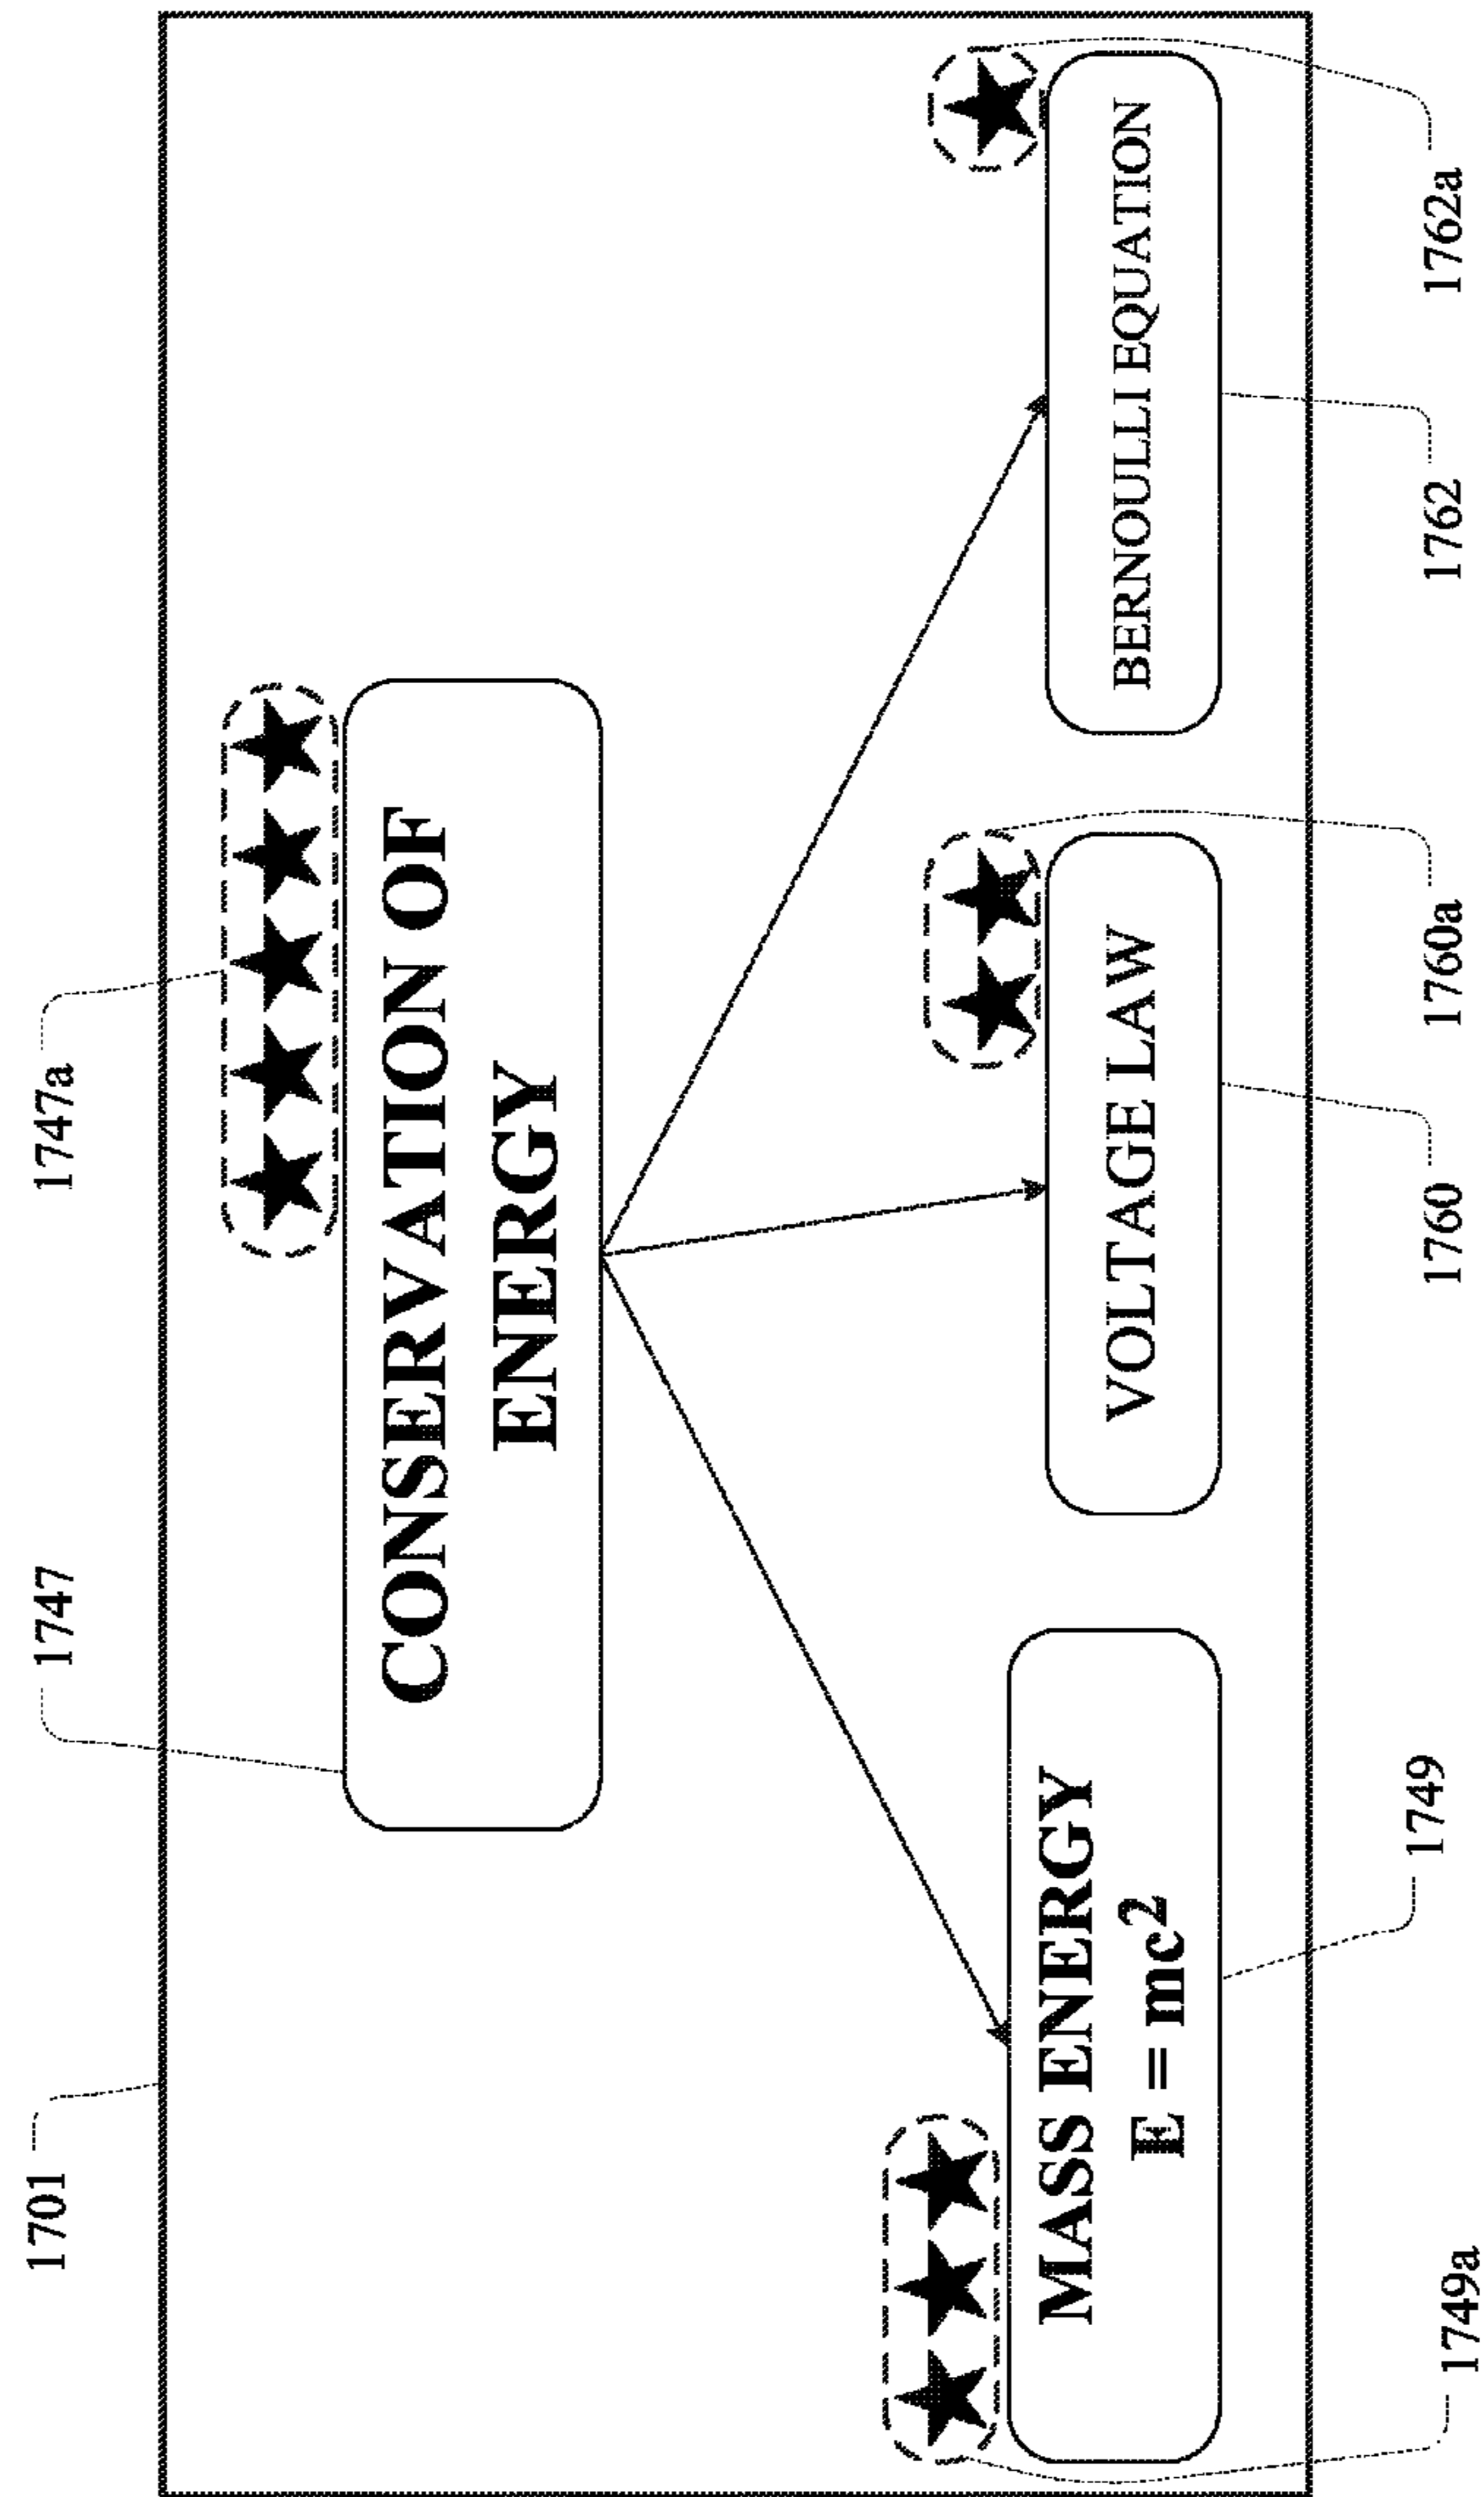 1701
1747
1747a
CONSERVATION OF
ENERGY
MASS ENERGY
E = mc²
VOLTAGE LAW
BERNOULLI EQUATION
1749a
1749
1760
1760a
1762
1762a